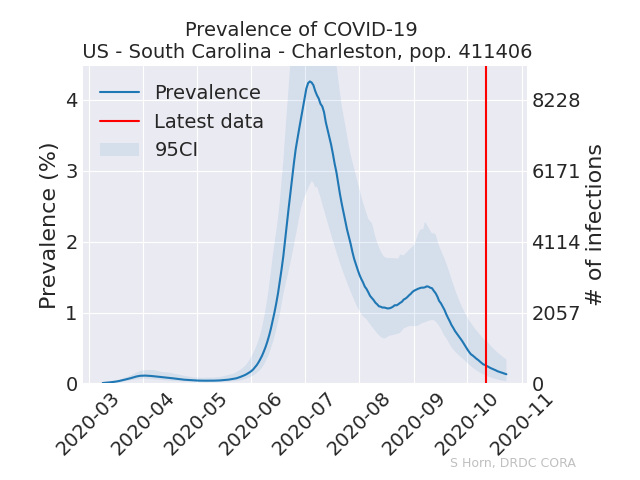 Prevalence of COVID-19
US - South Carolina - Charleston, pop. 411406
Prevalence
Latest data
95CI
Prevalence (%)
4
3
2
1
0
8228
6171
4114
2057
0
# of infections
2020-03
2020-04
2020-05
2020-06
2020-07
2020-08
2020-09
2020-10
2020-11
S Horn, DRDC CORA